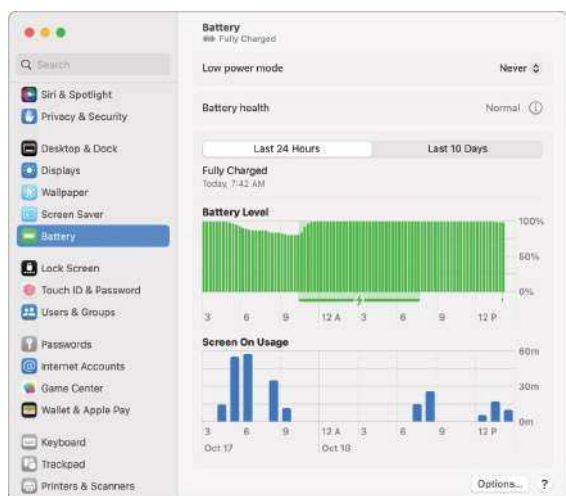 Battery
Fully Charged
Search
Low power mode
Never
Battery health
Normal
Siri & Spotlight
Privacy & Security
Desktop & Dock
Displays
Wallpaper
Screen Saver
Battery
Lock Screen
Touch ID & Password
Users & Groups
Passwords
Internet Accounts
Game Center
Wallet & Apple Pay
Keyboard
Trackpad
Printers & Scanners
Last 24 Hours
Last 10 Days
Fully Charged
Today, 7:42 AM
Battery Level
100%
50%
0%
3 6 9 12 A 3 6 9 12 P
Screen On Usage
60m
30m
0m
3 6 9 12 A 3 6 9 12 P
Oct 17 Oct 18
Options... ?